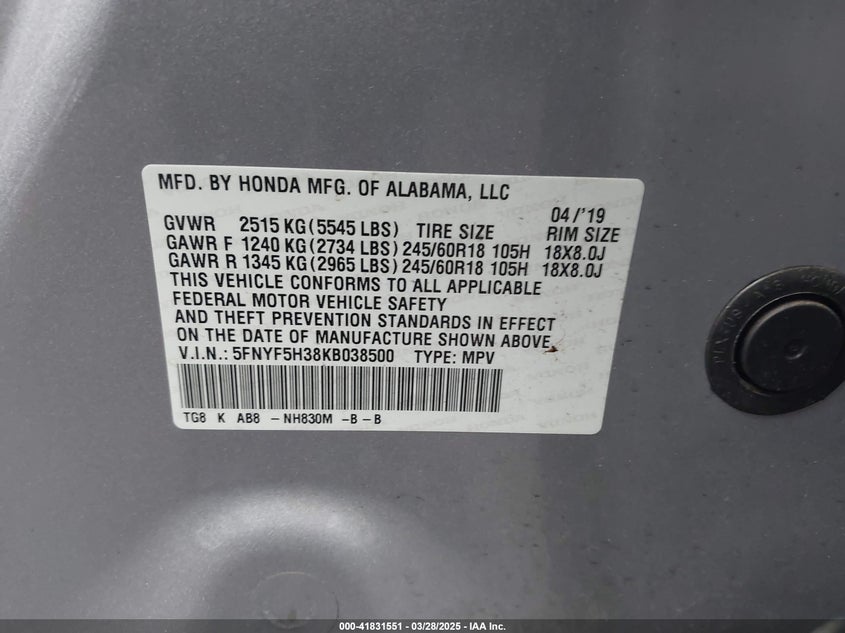 MFD. BY HONDA MFG. OF ALABAMA, LLC
04/'19
GVWR 2515 KG(5545 LBS) TIRE SIZE RIM SIZE
GAWR F 1240 KG(2734 LBS) 245/60R18 105H 18X8.0J
GAWR R 1345 KG(2965 LBS) 245/60R18 105H 18X8.0J
THIS VEHICLE CONFORMS TO ALL APPLICABLE
FEDERAL MOTOR VEHICLE SAFETY
AND THEFT PREVENTION STANDARDS IN EFFECT
ON THE DATE OF MANUFACTURE SHOWN ABOVE.
V.I.N.: 5FNYF5H38KB038500 TYPE: MPV
TG8 K AB8 -NH830M -B-B
000-41831551 | 03/28/2025 - IAA Inc.